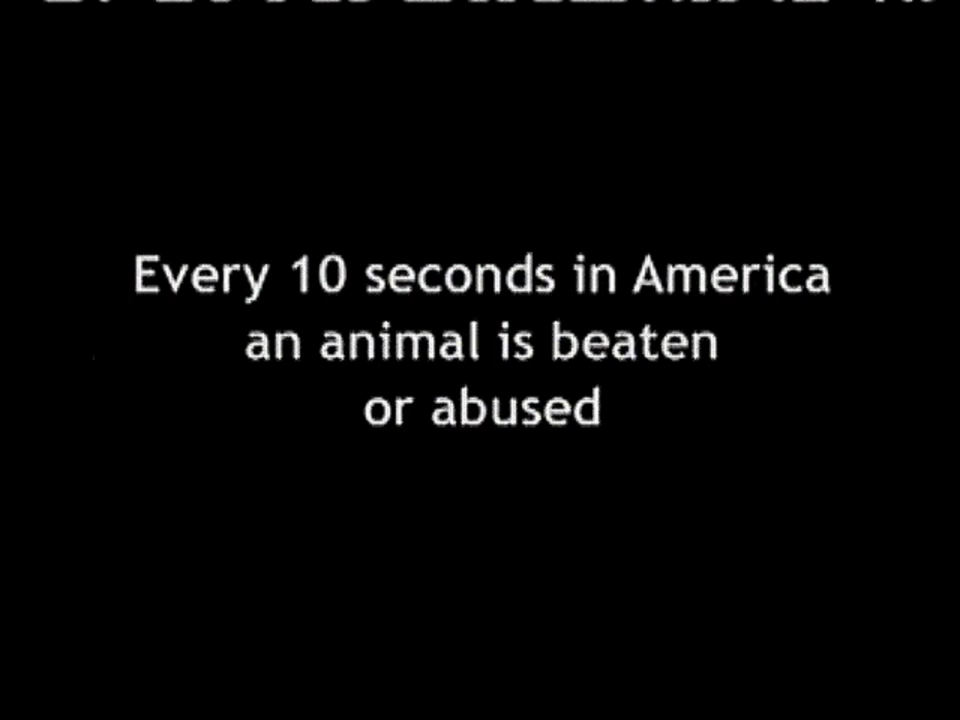 Every 10 seconds in America
an animal is beaten
or abused